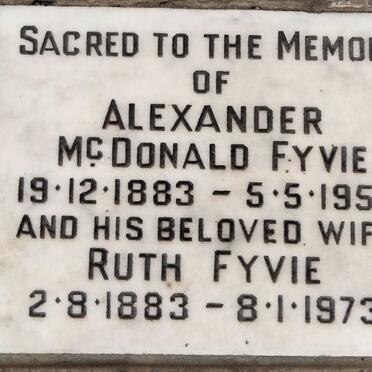 SACRED TO THE MEMO
OF
ALEXANDER
McDONALD FYVIE
19·12·1883 – 5·5·195
AND HIS BELOVED WIF
RUTH FYVIE
2·8·1883 – 8·1·1973